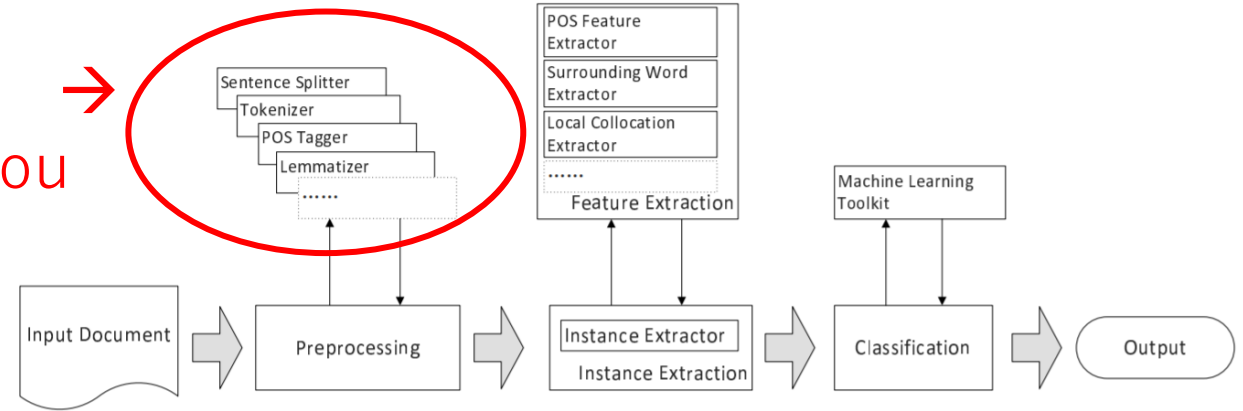 →
ou
Sentence Splitter
Tokenizer
POS Tagger
Lemmatizer
......
POS Feature
Extractor
Surrounding Word
Extractor
Local Collocation
Extractor
......
Feature Extraction
Machine Learning
Toolkit
Input Document
Preprocessing
Instance Extractor
Instance Extraction
Classification
Output